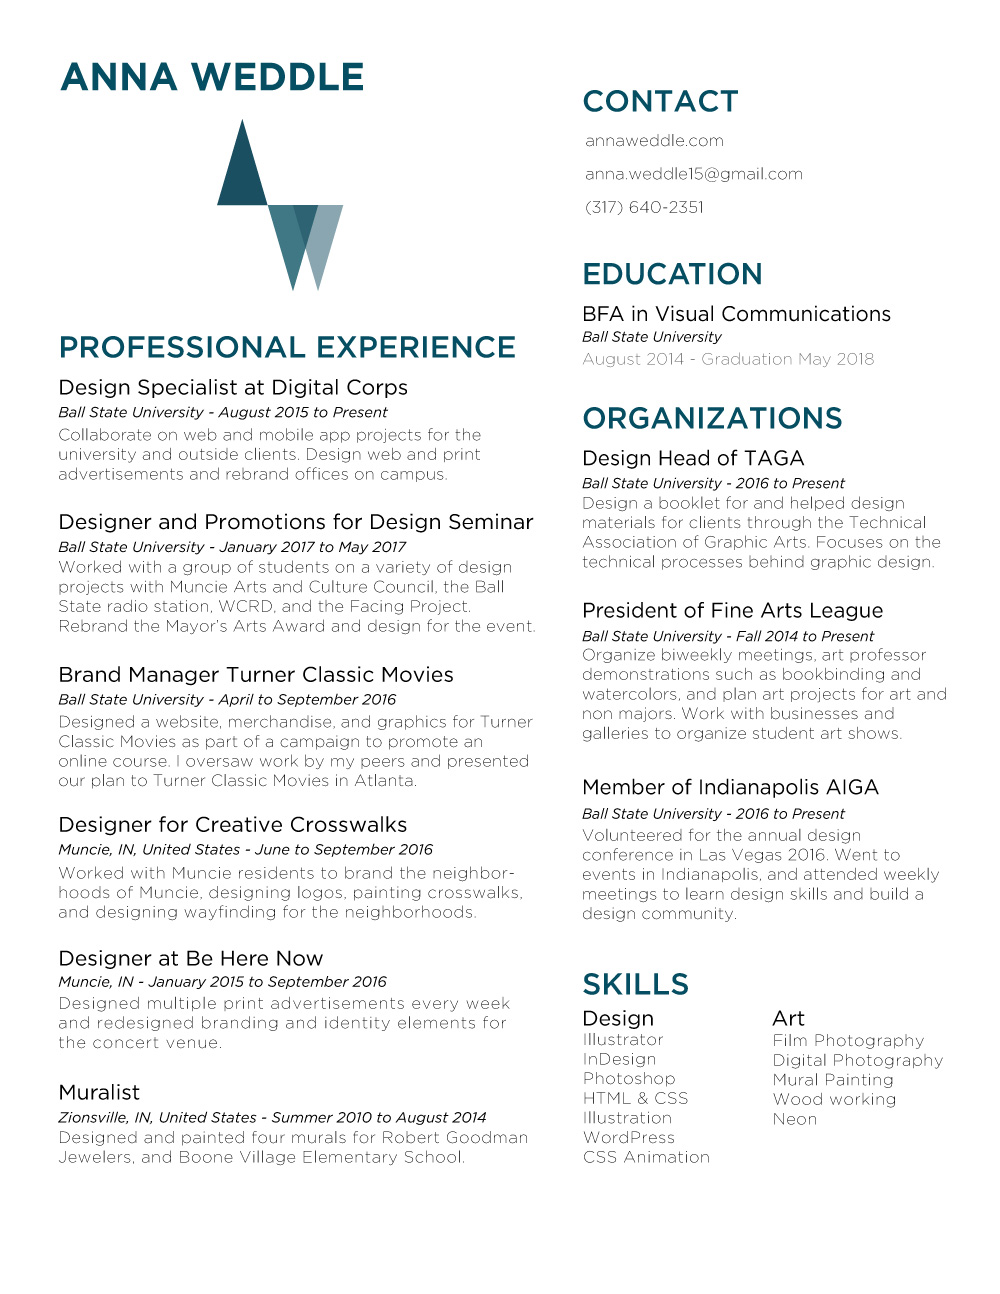 ANNA WEDDLE
PROFESSIONAL EXPERIENCE
Design Specialist at Digital Corps
Ball State University - August 2015 to Present
Collaborate on web and mobile app projects for the
university and outside clients. Design web and print
advertisements and rebrand offices on campus.
Designer and Promotions for Design Seminar
Ball State University - January 2017 to May 2017
Worked with a group of students on a variety of design
projects with Muncie Arts and Culture Council, the Ball
State radio station, WCRD, and the Facing Project.
Rebrand the Mayor's Arts Award and design for the event.
Brand Manager Turner Classic Movies
Ball State University - April to September 2016
Designed a website, merchandise, and graphics for Turner
Classic Movies as part of a campaign to promote an
online course. I oversaw work by my peers and presented
our plan to Turner Classic Movies in Atlanta.
Designer for Creative Crosswalks
Muncie, IN, United States - June to September 2016
Worked with Muncie residents to brand the neighbor-
hoods of Muncie, designing logos, painting crosswalks,
and designing wayfinding for the neighborhoods.
Designer at Be Here Now
Muncie, IN - January 2015 to September 2016
Designed multiple print advertisements every week
and redesigned branding and identity elements for
the concert venue.
Muralist
Zionsville, IN, United States - Summer 2010 to August 2014
Designed and painted four murals for Robert Goodman
Jewelers, and Boone Village Elementary School.
CONTACT
annaweddle.com
anna.weddle15@gmail.com
(317) 640-2351
EDUCATION
BFA in Visual Communications
Ball State University
August 2014 - Graduation May 2018
ORGANIZATIONS
Design Head of TAGA
Ball State University - 2016 to Present
Design a booklet for and helped design
materials for clients through the Technical
Association of Graphic Arts. Focuses on the
technical processes behind graphic design.
President of Fine Arts League
Ball State University - Fall 2014 to Present
Organize biweekly meetings, art professor
demonstrations such as bookbinding and
watercolors, and plan art projects for art and
non majors. Work with businesses and
galleries to organize student art shows.
Member of Indianapolis AIGA
Ball State University - 2016 to Present
Volunteered for the annual design
conference in Las Vegas 2016. Went to
events in Indianapolis, and attended weekly
meetings to learn design skills and build a
design community.
SKILLS
Design
Illustrator
InDesign
Photoshop
HTML & CSS
Illustration
WordPress
CSS Animation
Art
Film Photography
Digital Photography
Mural Painting
Wood working
Neon